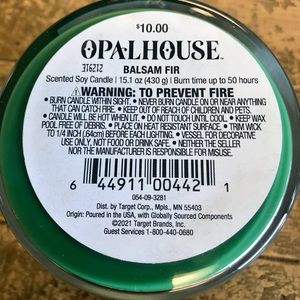 $10.00
OPALHOUSE™
BALSAM FIR
3T6212
Scented Soy Candle | 15.1 oz (430 g) | Burn time up to 50 hours
⚠ WARNING: TO PREVENT FIRE
• BURN CANDLE WITHIN SIGHT. • NEVER BURN CANDLE ON OR NEAR ANYTHING
THAT CAN CATCH FIRE. • KEEP OUT OF REACH OF CHILDREN AND PETS.
• CANDLE WILL BE HOT WHEN LIT. • DO NOT TOUCH UNTIL COOL. • KEEP WAX
POOL FREE OF DEBRIS. • PLACE ON HEAT RESISTANT SURFACE. • TRIM WICK
TO 1/4 INCH (.64cm) BEFORE EACH LIGHTING. • VESSEL FOR DECORATIVE
USE ONLY, NOT FOOD OR DRINK SAFE. • NEITHER THE SELLER
NOR THE MANUFACTURER IS RESPONSIBLE FOR MISUSE.
6 44911 00442 1
054-09-3281
Dist. by Target Corp., Mpls., MN 55403
Origin: Poured in the USA, with Globally Sourced Components
©2021 Target Brands, Inc.
Guest Services 1-800-440-0680